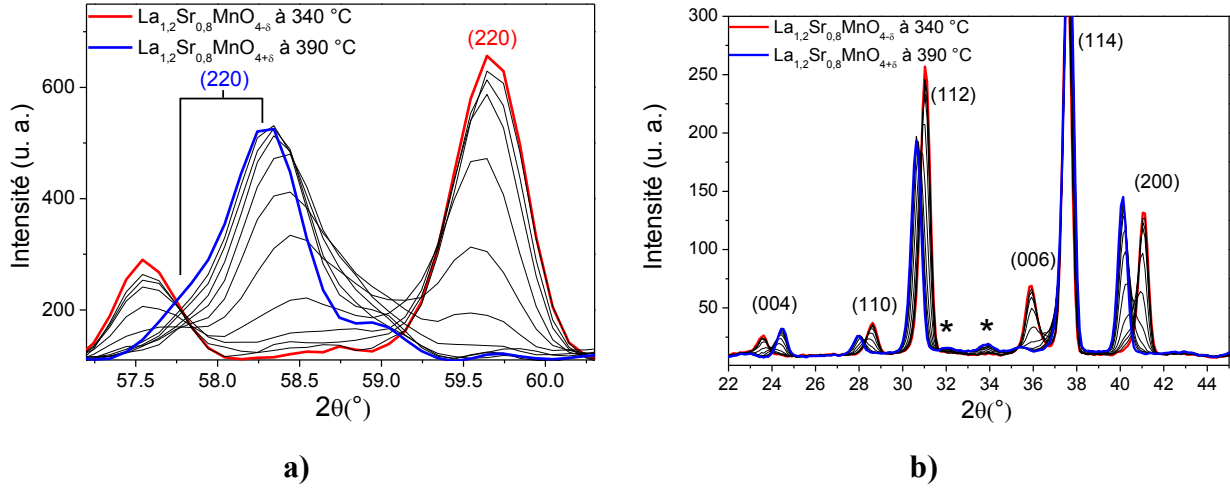 La1,2Sr0,8MnO4-δ à 340 °C
La1,2Sr0,8MnO4+δ à 390 °C
(220)
(220)
Intensité (u. a.)
600
400
200
57.5 58.0 58.5 59.0 59.5 60.0
2θ(°)
a)
La1,2Sr0,8MnO4-δ à 340 °C
La1,2Sr0,8MnO4+δ à 390 °C
(114)
(112)
(200)
(006)
(004)
(110)
* *
Intensité (u. a.)
300
250
200
150
100
50
22 24 26 28 30 32 34 36 38 40 42 44
2θ(°)
b)